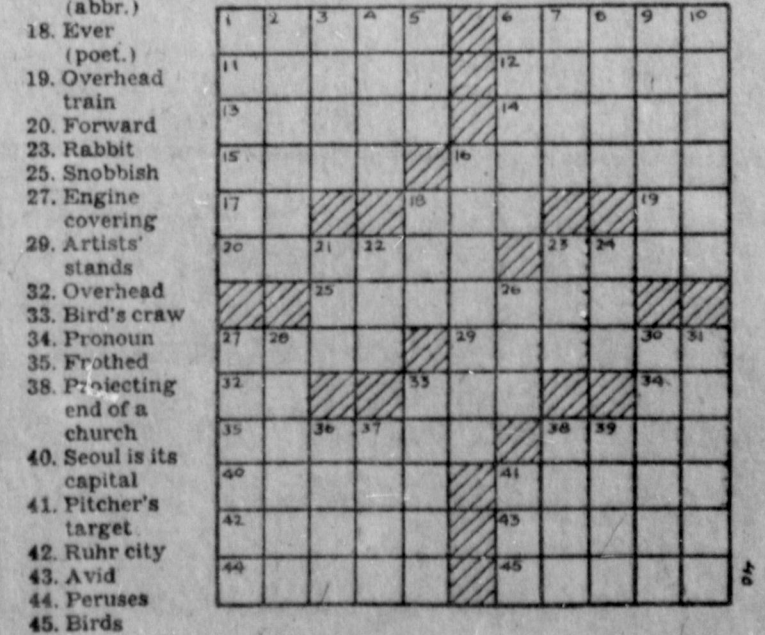 (abbr.)
18. Ever
(poet.)
19. Overhead
train
20. Forward
23. Rabbit
25. Snobbish
27. Engine
covering
29. Artists'
stands
32. Overhead
33. Bird's craw
34. Pronoun
35. Frothed
38. Projecting
end of a
church
40. Seoul is its
capital
41. Pitcher's
target
42. Ruhr city
43. Avid
44. Peruses
45. Birds
1 2 3 4 5 6 7 8 9 10
11 12
13 14
15 16
17 18 19
20 21 22 23 24
25 26
27 28 29 30 31
32 33 34
35 36 37 38 39
40 41
42 43
44 45
40